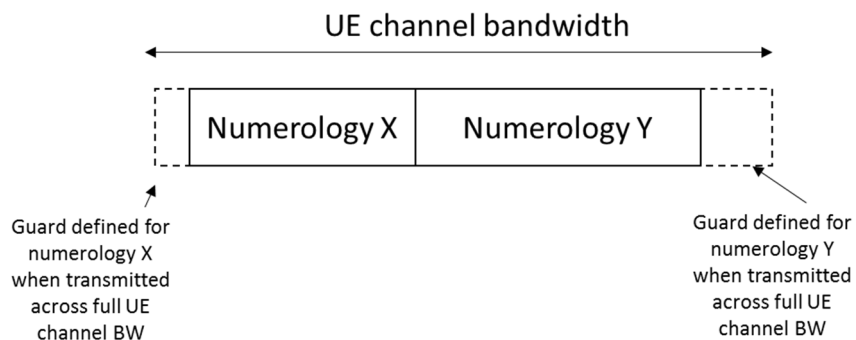 UE channel bandwidth
Numerology X
Numerology Y
Guard defined for
numerology X
when transmitted
across full UE
channel BW
Guard defined for
numerology Y
when transmitted
across full UE
channel BW